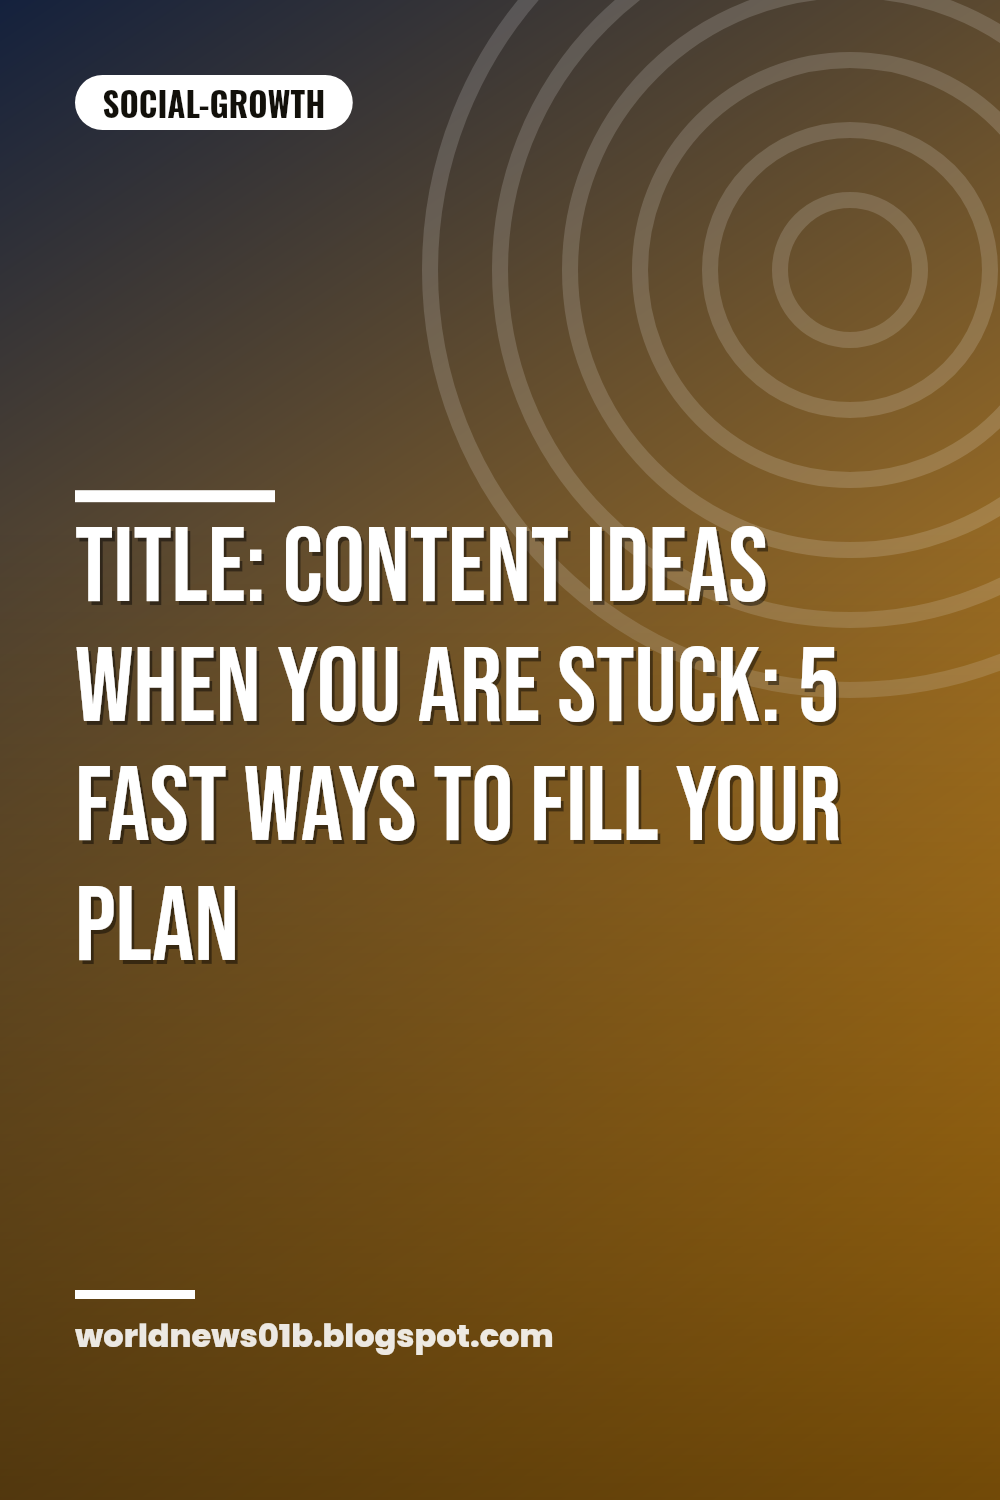 SOCIAL-GROWTH
TITLE: CONTENT IDEAS
WHEN YOU ARE STUCK: 5
FAST WAYS TO FILL YOUR
PLAN
worldnews01b.blogspot.com